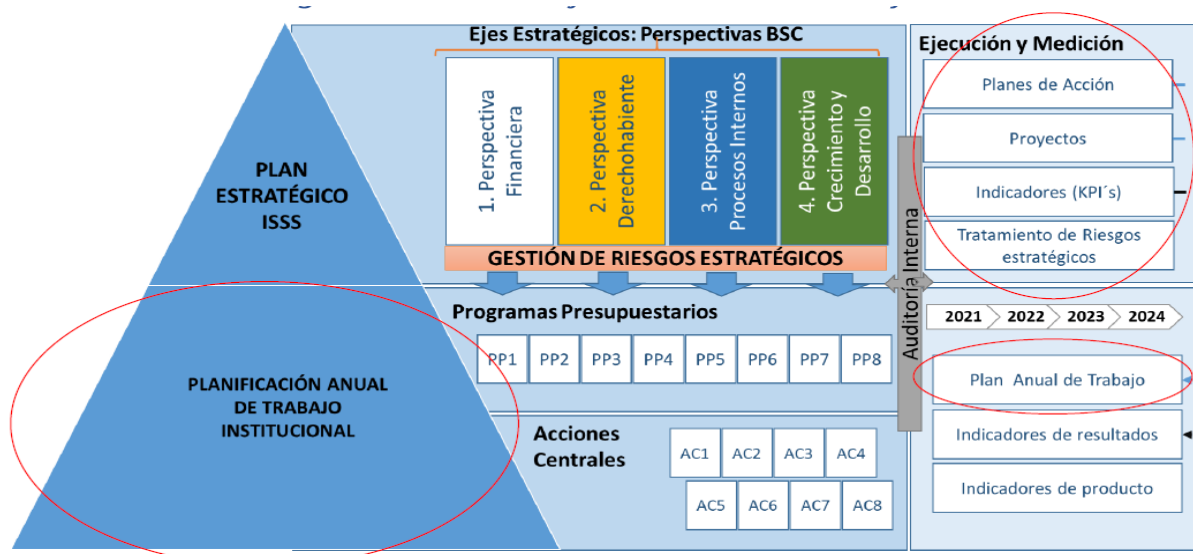 PLAN
ESTRATÉGICO
ISSS
PLANIFICACIÓN ANUAL
DE TRABAJO
INSTITUCIONAL
Ejes Estratégicos: Perspectivas BSC
1. Perspectiva
Financiera
2. Perspectiva
Derechohabiente
3. Perspectiva
Procesos Internos
4. Perspectiva
Crecimiento y
Desarrollo
GESTIÓN DE RIESGOS ESTRATÉGICOS
Programas Presupuestarios
PP1 PP2 PP3 PP4 PP5 PP6 PP7 PP8
Acciones
Centrales
AC1 AC2 AC3 AC4
AC5 AC6 AC7 AC8
Auditoría Interna
Ejecución y Medición
Planes de Acción
Proyectos
Indicadores (KPI´s)
Tratamiento de Riesgos
estratégicos
2021 2022 2023 2024
Plan Anual de Trabajo
Indicadores de resultados
Indicadores de producto